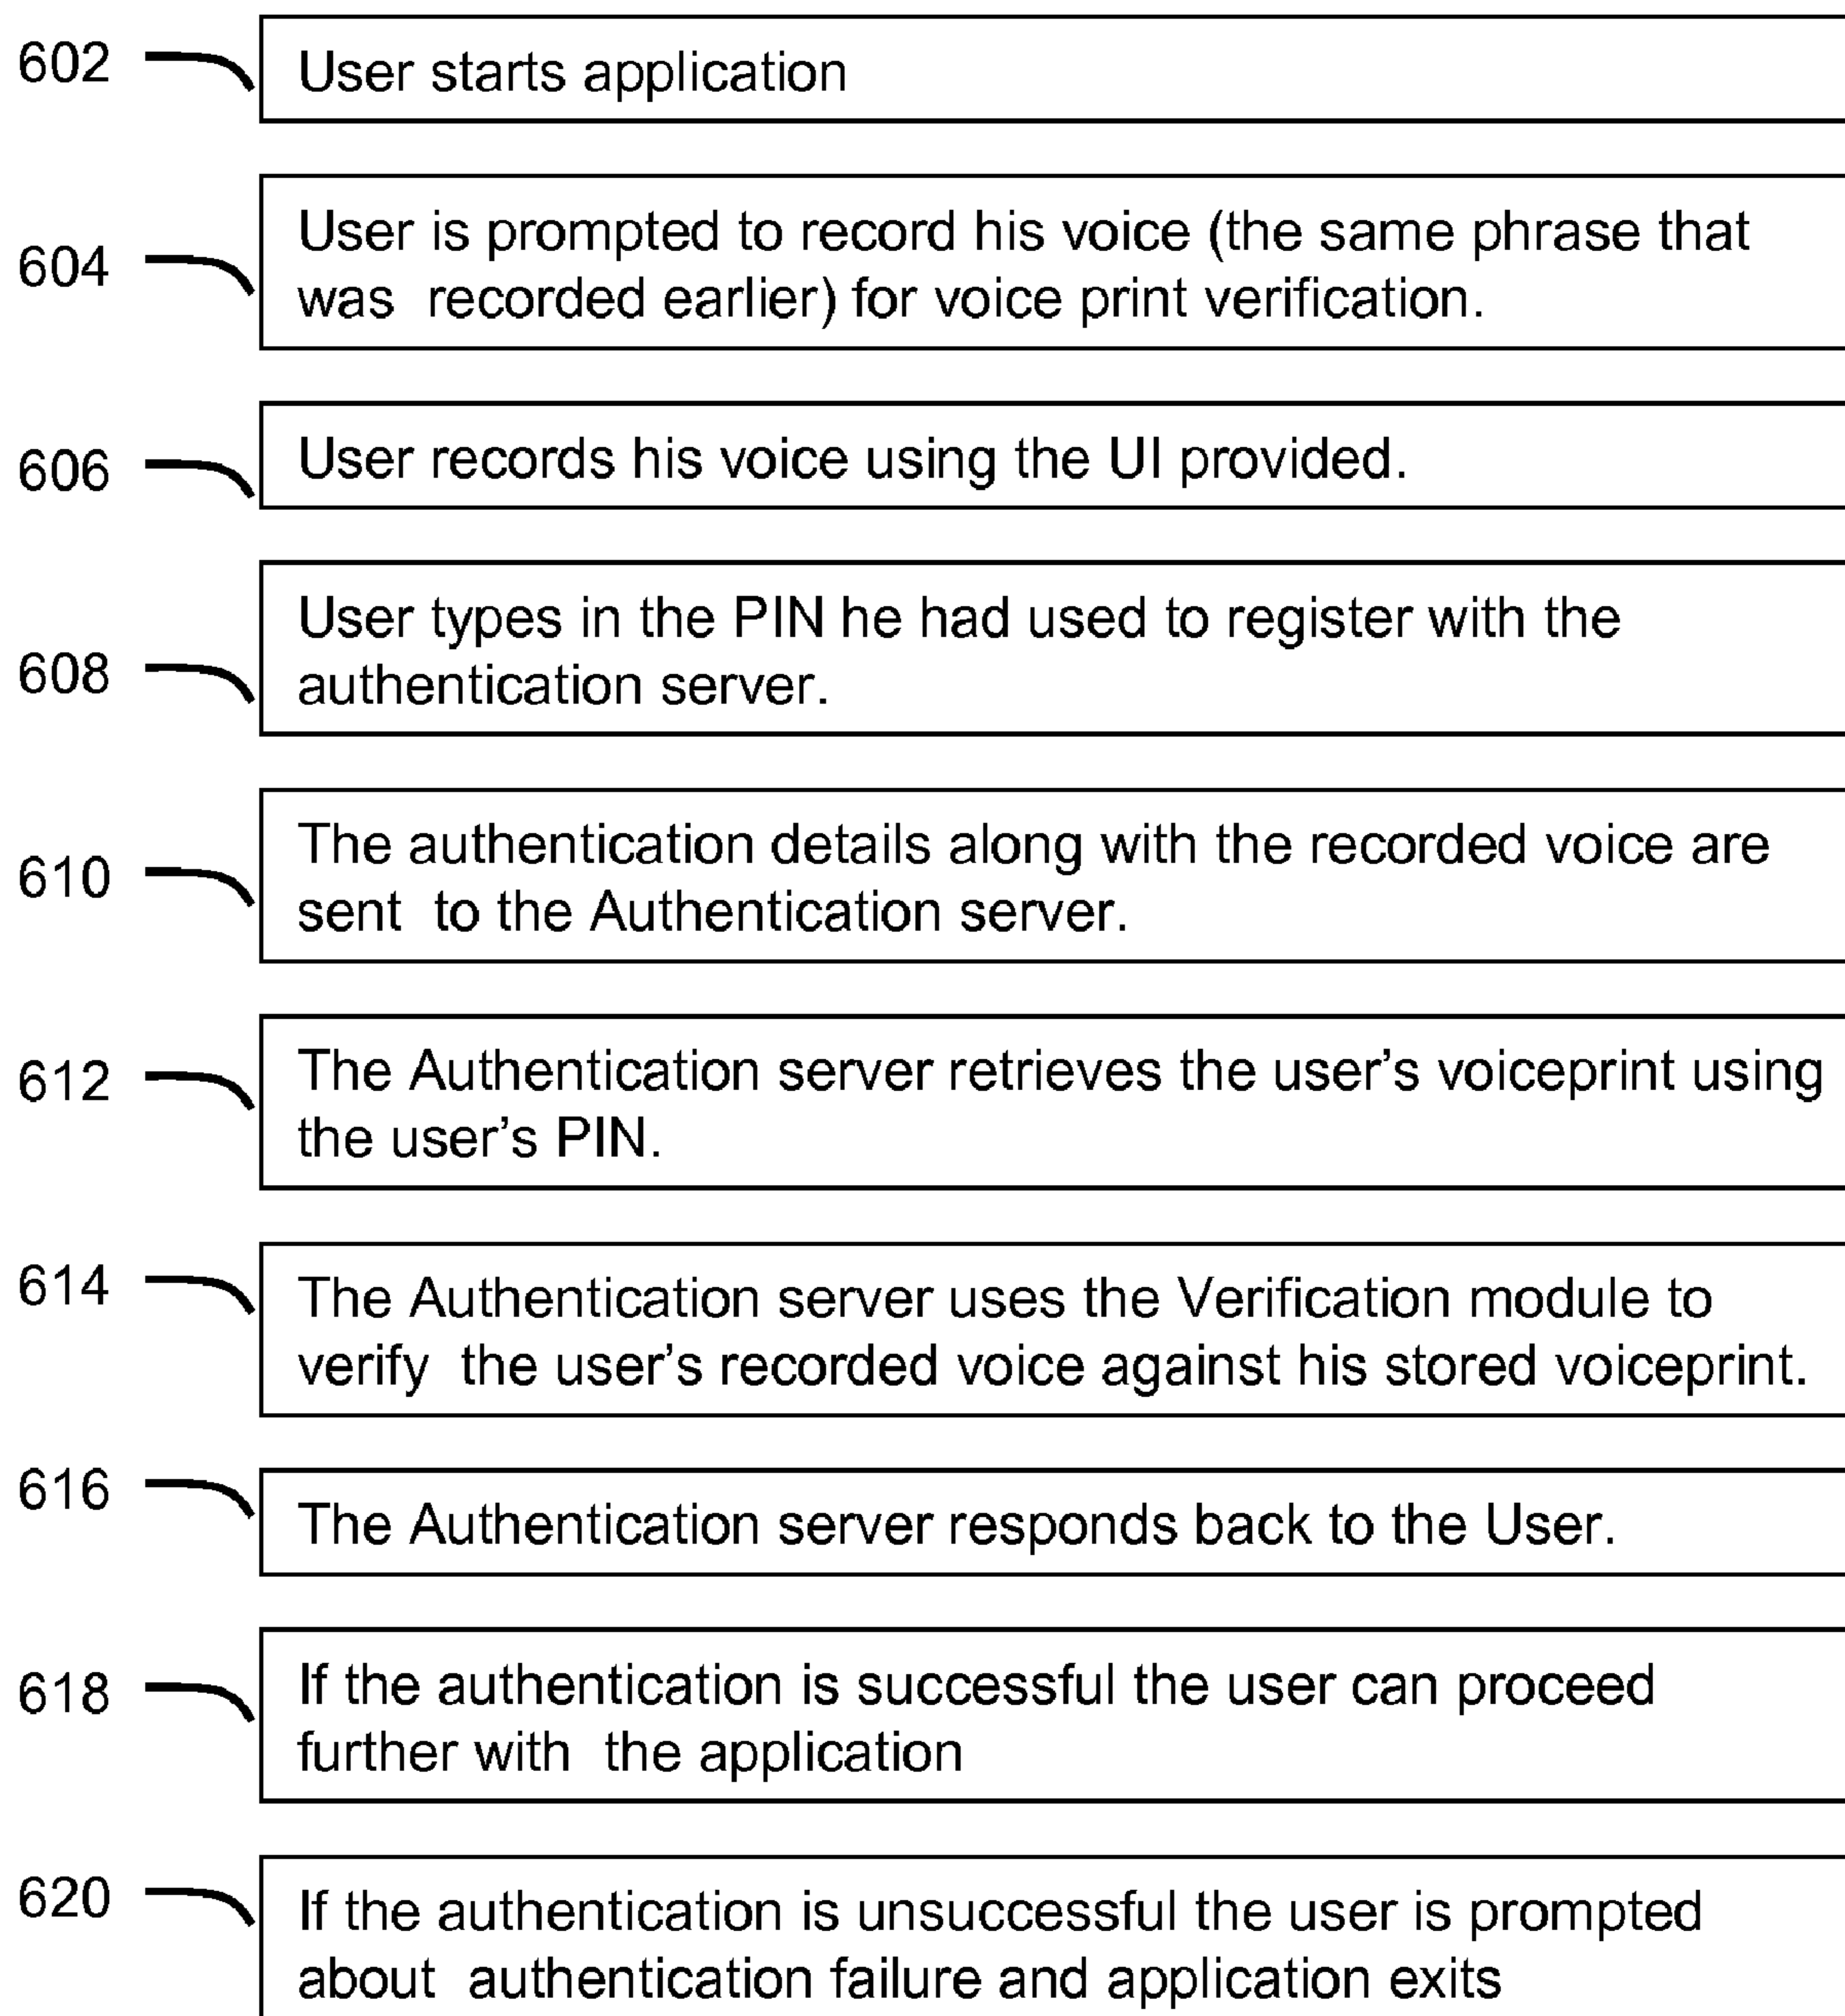 602
User starts application
604
User is prompted to record his voice (the same phrase that
was recorded earlier) for voice print verification.
606
User records his voice using the UI provided.
608
User types in the PIN he had used to register with the
authentication server.
610
The authentication details along with the recorded voice are
sent to the Authentication server.
612
The Authentication server retrieves the user’s voiceprint using
the user’s PIN.
614
The Authentication server uses the Verification module to
verify the user’s recorded voice against his stored voiceprint.
616
The Authentication server responds back to the User.
618
If the authentication is successful the user can proceed
further with the application
620
If the authentication is unsuccessful the user is prompted
about authentication failure and application exits